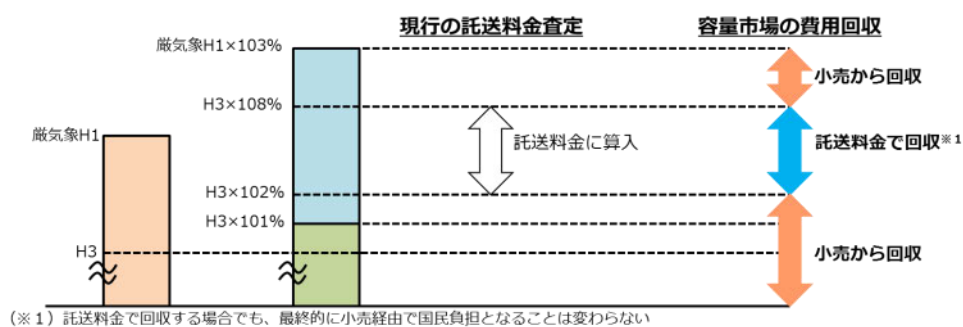 現行の託送料金査定
容量市場の費用回収
厳気象H1×103%
小売から回収
H3×108%
厳気象H1
託送料金に算入
託送料金で回収※1
H3×102%
H3×101%
H3
小売から回収
(※1)託送料金で回収する場合でも、最終的に小売経由で国民負担となることは変わらない